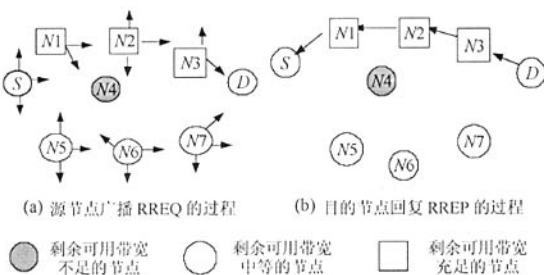 N1 N2 N3 S N4 D
N5 N6 N7
(a) 源节点广播 RREQ 的过程
N1 N2 N3 S N4 D
N5 N6 N7
(b) 目的节点回复 RREP 的过程
剩余可用带宽
不足的节点
剩余可用带宽
中等的节点
剩余可用带宽
充足的节点